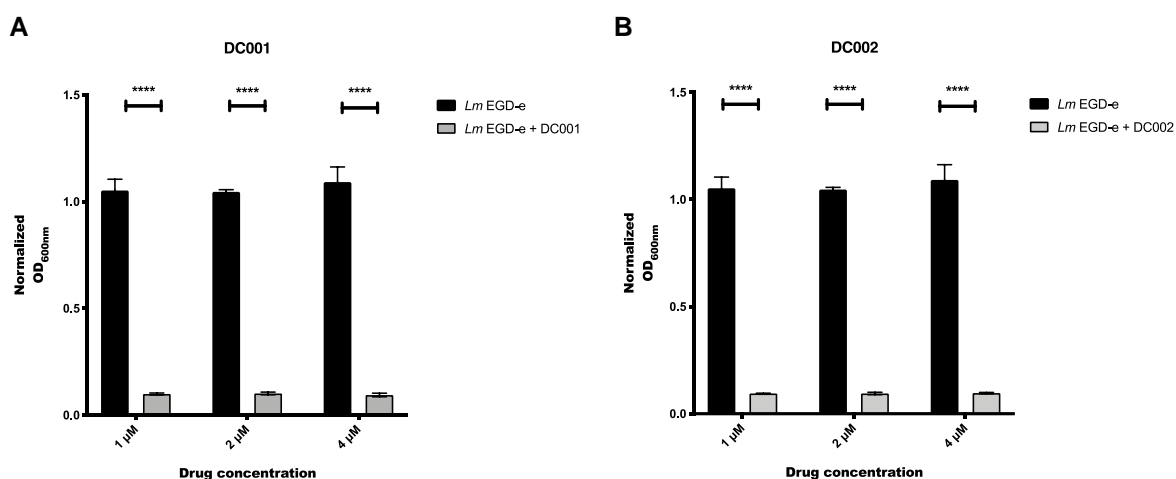 A
DC001
**** **** ****
1.5
1.0
0.5
0.0
Normalized
OD600nm
1 µM
2 µM
4 µM
Drug concentration
Lm EGD-e
Lm EGD-e + DC001
B
DC002
**** **** ****
1.5
1.0
0.5
0.0
Normalized
OD600nm
1 µM
2 µM
4 µM
Drug concentration
Lm EGD-e
Lm EGD-e + DC002